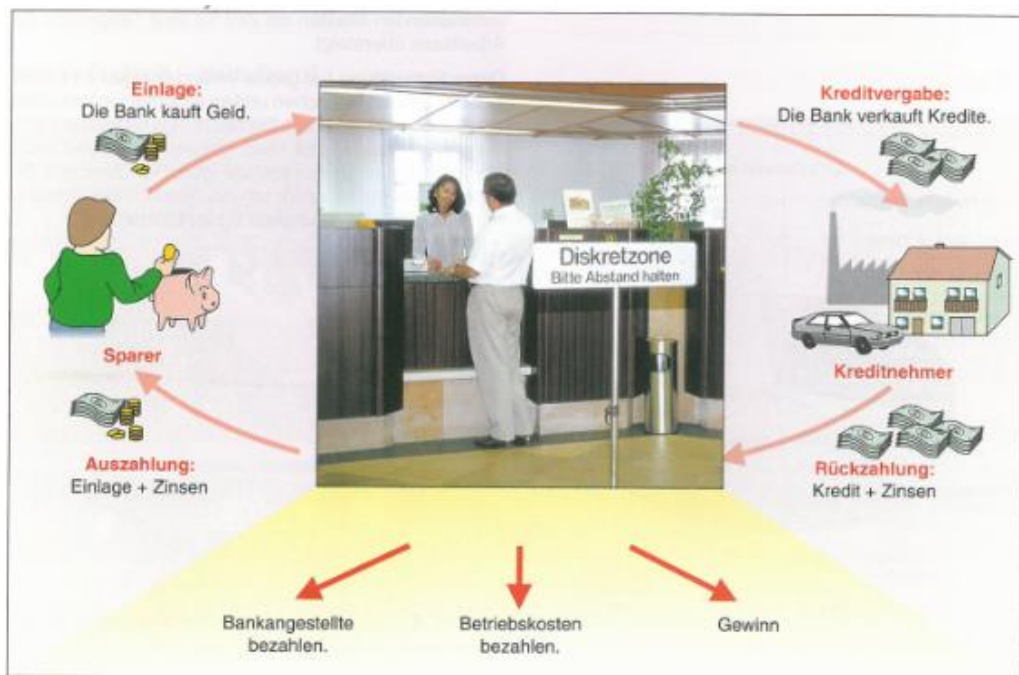 Einlage:
Die Bank kauft Geld.
Kreditvergabe:
Die Bank verkauft Kredite.
Diskretzone
Bitte Abstand halten
Sparer
Kreditnehmer
Auszahlung:
Einlage + Zinsen
Rückzahlung:
Kredit + Zinsen
Bankangestellte
bezahlen.
Betriebskosten
bezahlen.
Gewinn